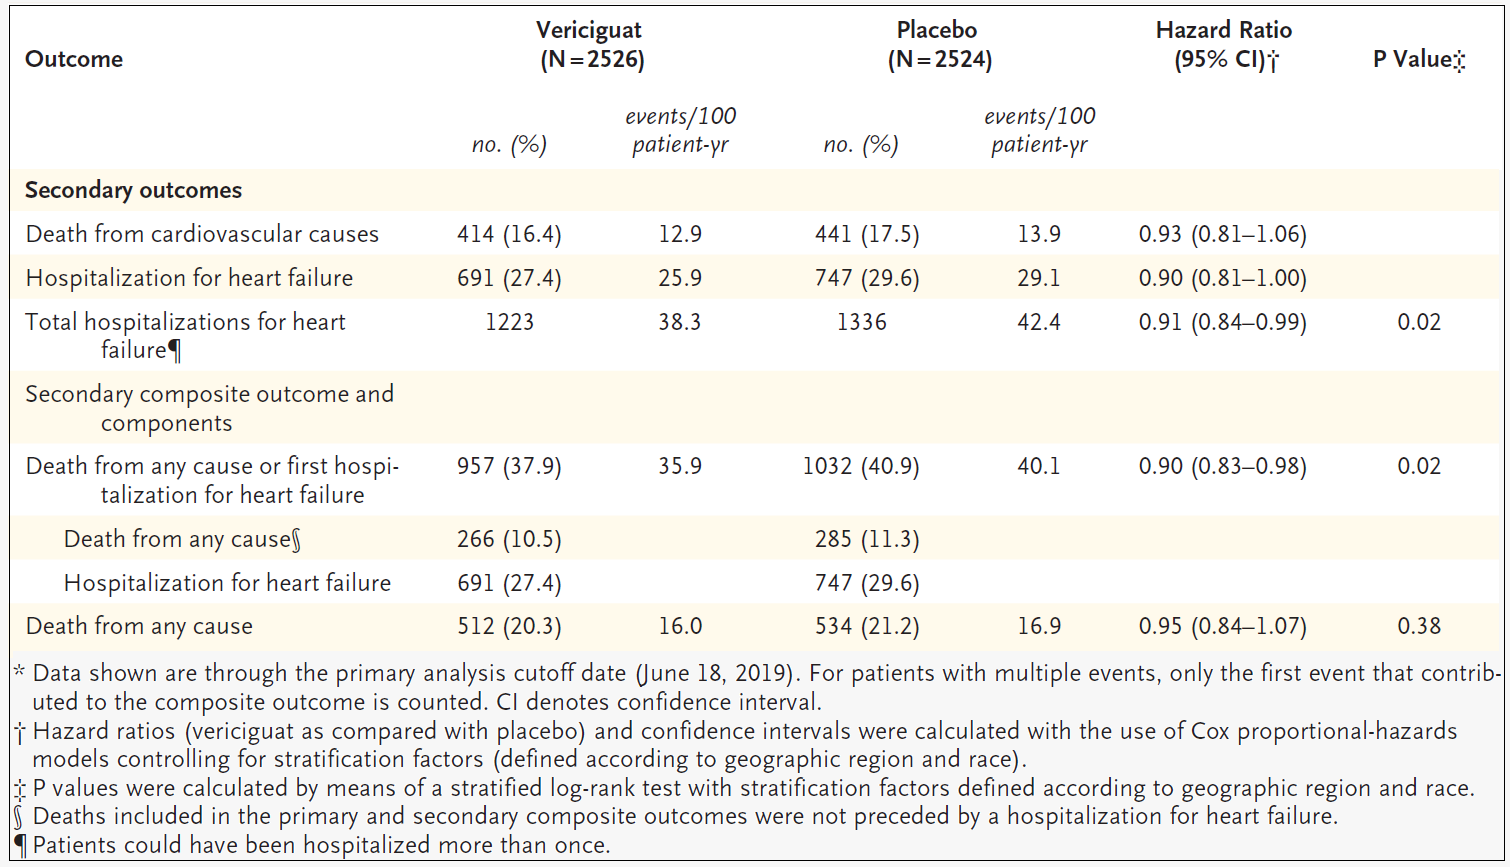 Outcome Vericiguat (N=2526) Placebo (N=2524) Hazard Ratio (95% CI)† P Value‡
no. (%) events/100 patient-yr no. (%) events/100 patient-yr
Secondary outcomes
Death from cardiovascular causes 414 (16.4) 12.9 441 (17.5) 13.9 0.93 (0.81–1.06)
Hospitalization for heart failure 691 (27.4) 25.9 747 (29.6) 29.1 0.90 (0.81–1.00)
Total hospitalizations for heart 1223 38.3 1336 42.4 0.91 (0.84–0.99) 0.02
failure¶
Secondary composite outcome and
components
Death from any cause or first hospi- 957 (37.9) 35.9 1032 (40.9) 40.1 0.90 (0.83–0.98) 0.02
talization for heart failure
Death from any cause§ 266 (10.5) 285 (11.3)
Hospitalization for heart failure 691 (27.4) 747 (29.6)
Death from any cause 512 (20.3) 16.0 534 (21.2) 16.9 0.95 (0.84–1.07) 0.38
* Data shown are through the primary analysis cutoff date (June 18, 2019). For patients with multiple events, only the first event that contrib-
uted to the composite outcome is counted. CI denotes confidence interval.
† Hazard ratios (vericiguat as compared with placebo) and confidence intervals were calculated with the use of Cox proportional-hazards
models controlling for stratification factors (defined according to geographic region and race).
‡ P values were calculated by means of a stratified log-rank test with stratification factors defined according to geographic region and race.
§ Deaths included in the primary and secondary composite outcomes were not preceded by a hospitalization for heart failure.
¶ Patients could have been hospitalized more than once.